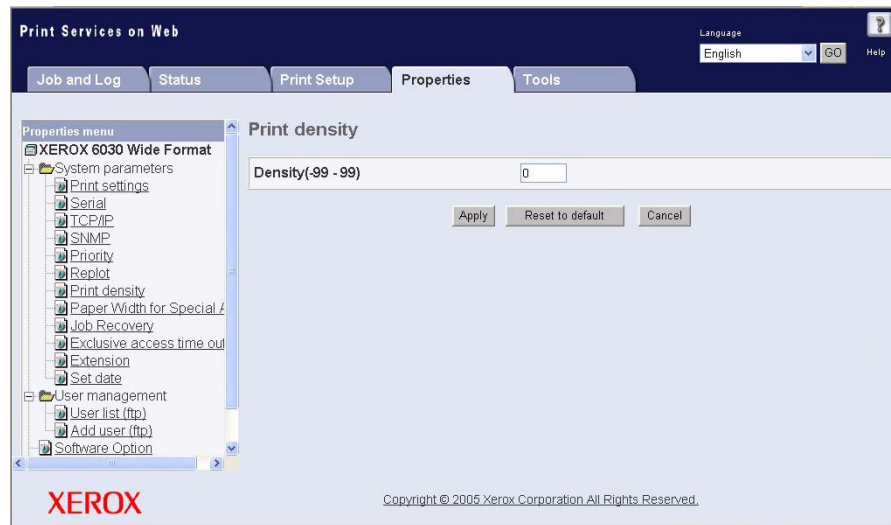 Print Services on Web
Language
English
GO
Help
Job and Log
Status
Print Setup
Properties
Tools
Properties menu
XEROX 6030 Wide Format
System parameters
Print settings
Serial
TCP/IP
SNMP
Priority
Replot
Print density
Paper Width for Special
Job Recovery
Exclusive access time out
Extension
Set date
User management
User list (ftp)
Add user (ftp)
Software Option
Print density
Density(-99 - 99)
0
Apply
Reset to default
Cancel
XEROX
Copyright © 2005 Xerox Corporation All Rights Reserved.